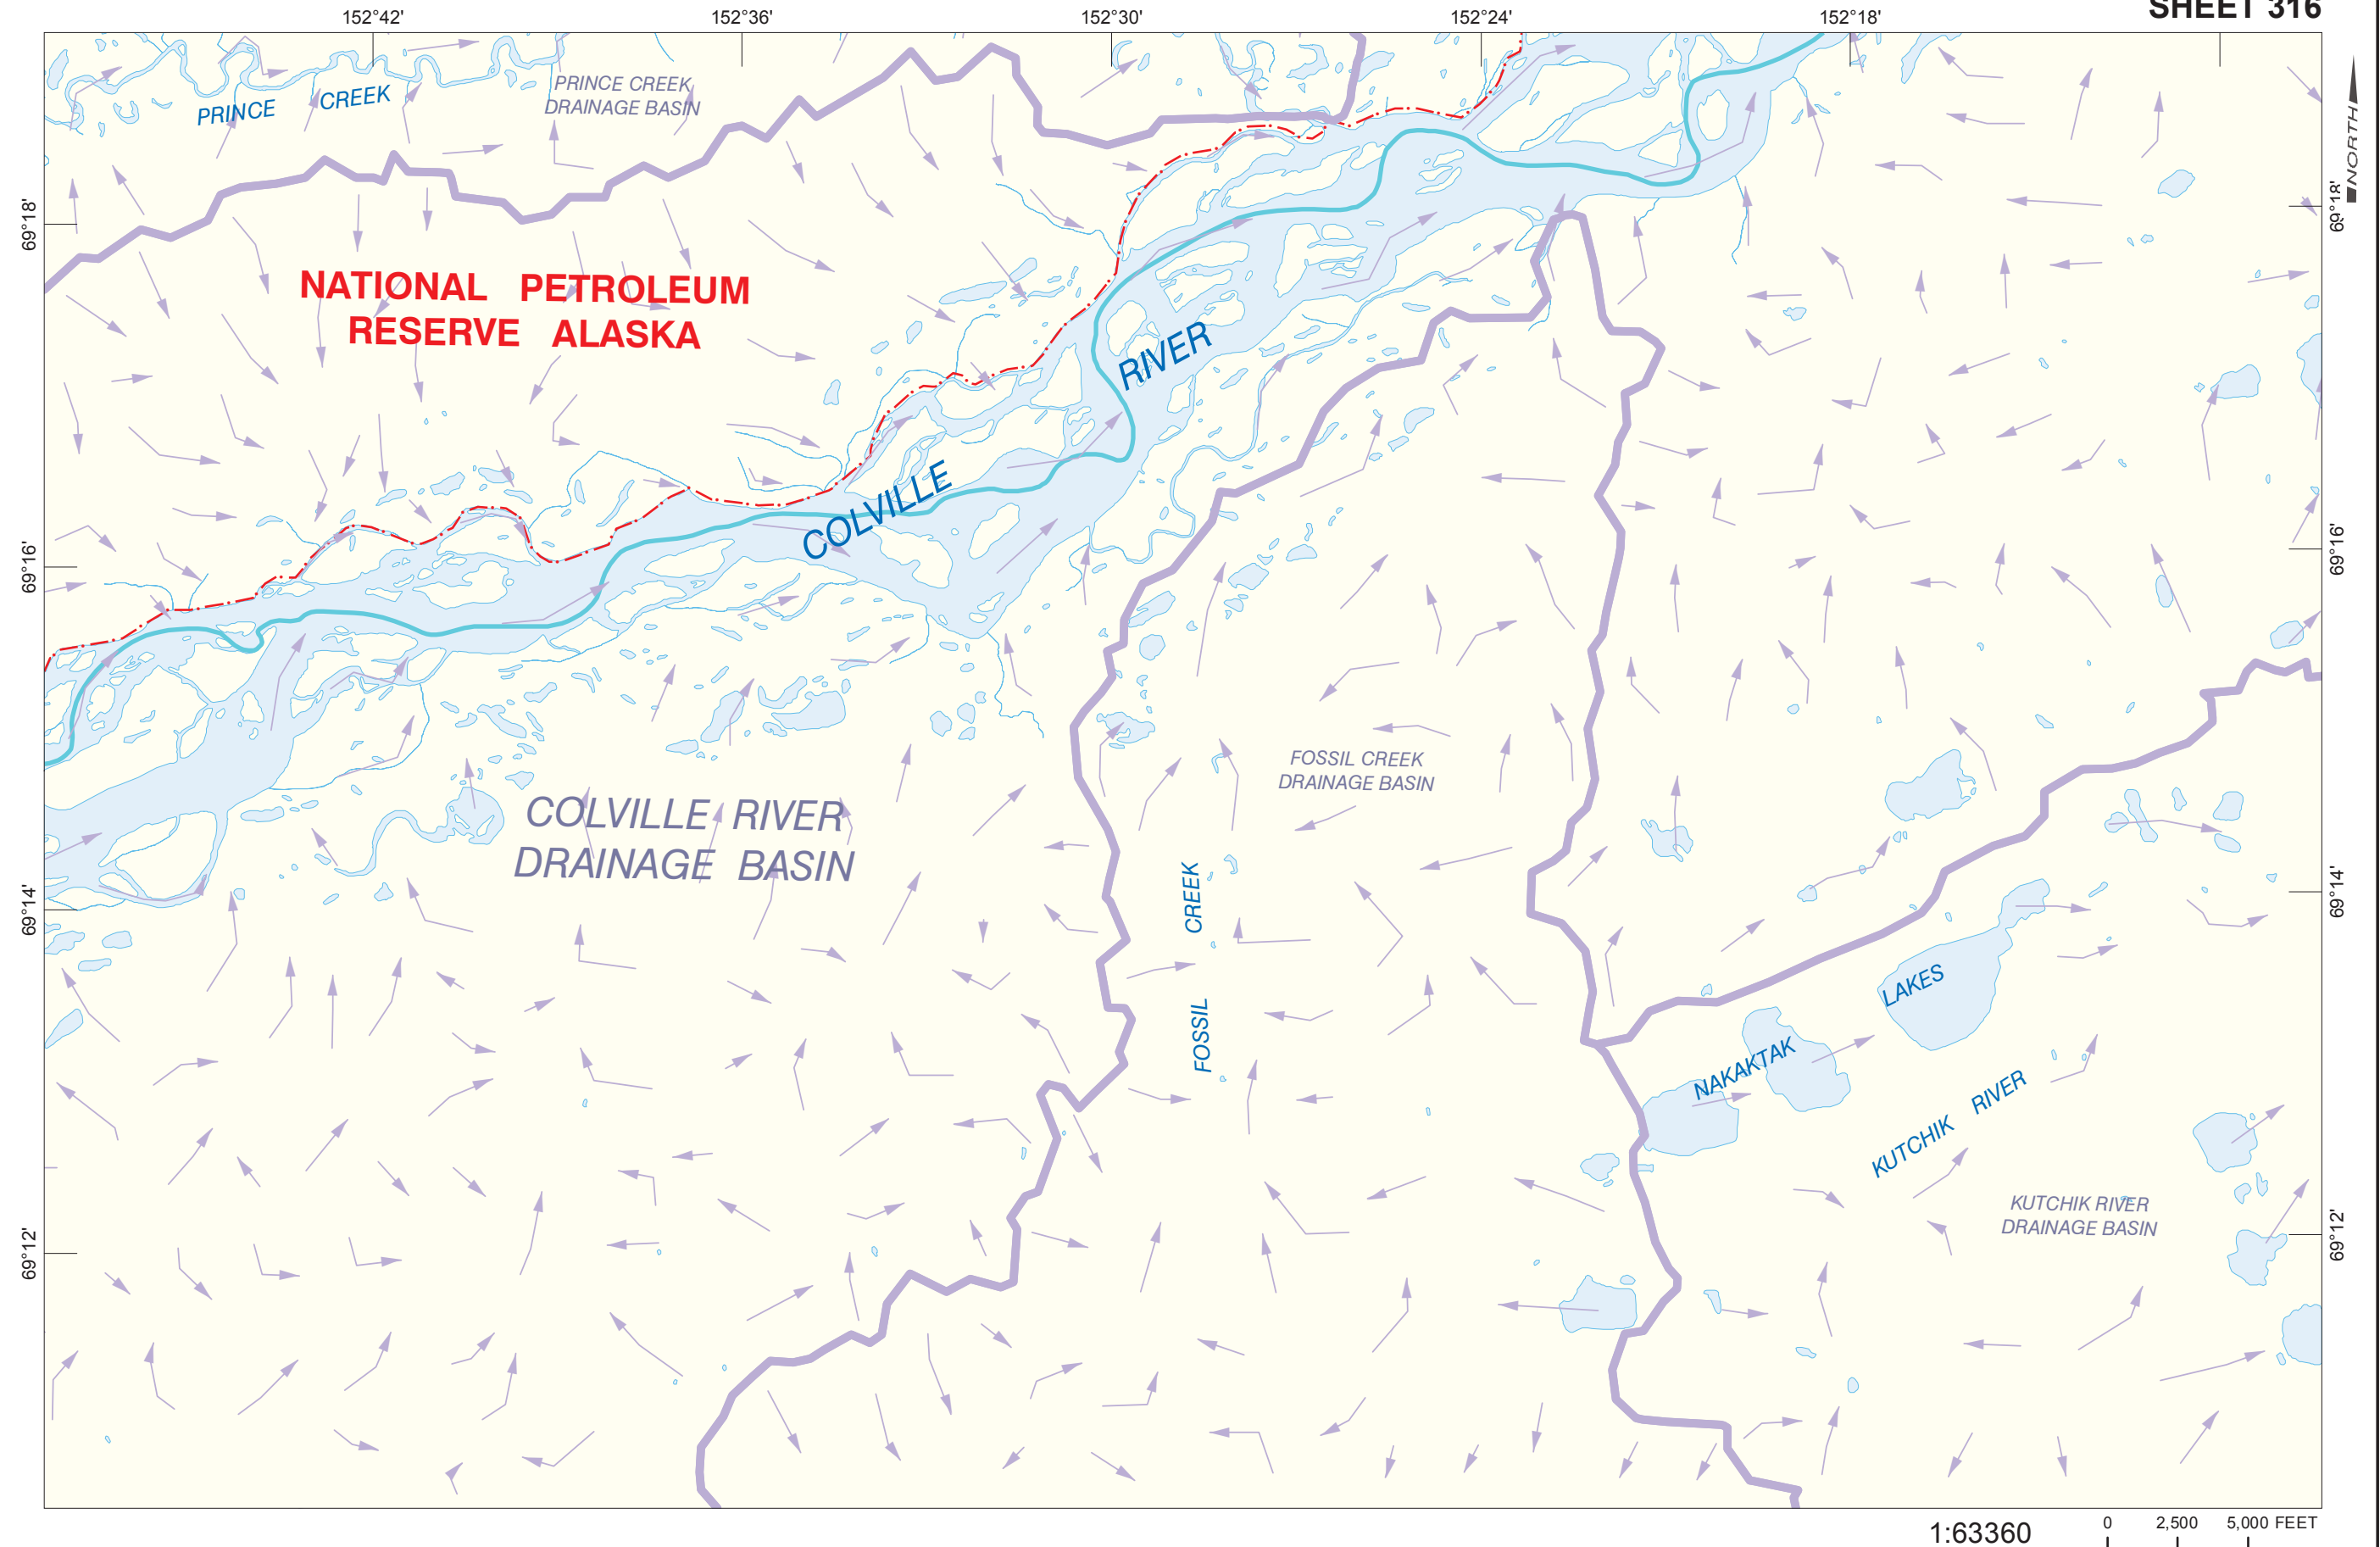 SHEET 316
152°42' 152°36' 152°30' 152°24' 152°18'
NORTH
PRINCE CREEK
PRINCE CREEK
DRAINAGE BASIN
69°18' 69°18'
NATIONAL PETROLEUM
RESERVE ALASKA
RIVER
COLVILLE
69°16' 69°16'
FOSSIL CREEK
DRAINAGE BASIN
COLVILLE RIVER
DRAINAGE BASIN
69°14' 69°14'
FOSSIL CREEK
NAKAKTAK LAKES
KUTCHIK RIVER
KUTCHIK RIVER
DRAINAGE BASIN
69°12' 69°12'
1:63360
0 2,500 5,000 FEET